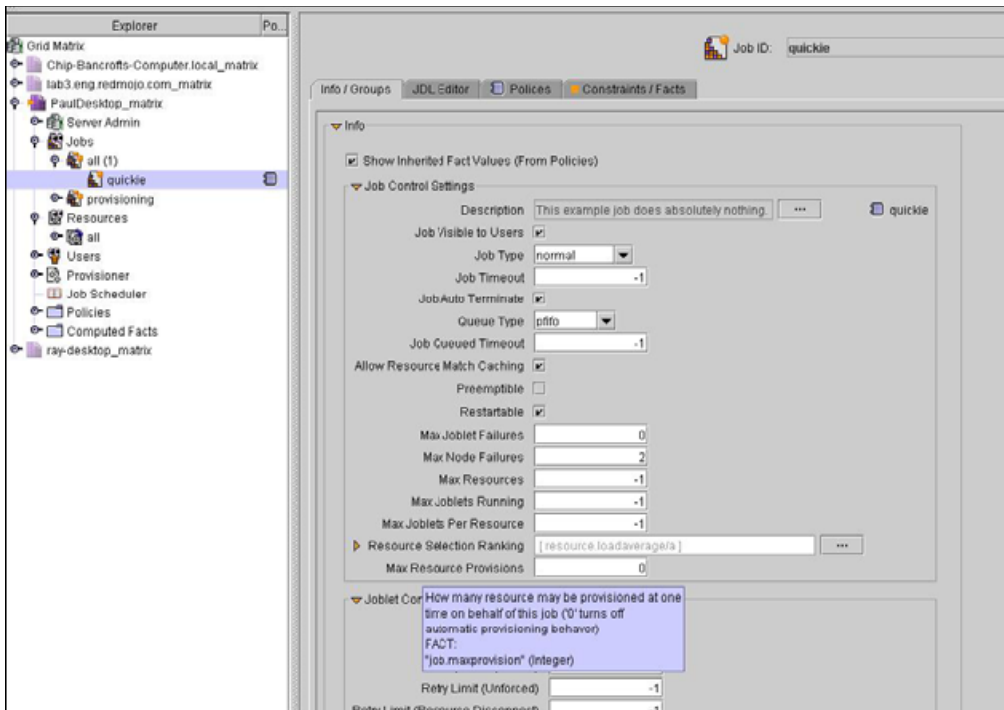 Explorer
Po...
Grid Matrix
Chip-Bancrofts-Computer.local_matrix
lab3.eng.redmojo.com_matrix
PaulDesktop_matrix
Server Admin
Jobs
all (1)
quickie
provisioning
Resources
all
Users
Provisioner
Job Scheduler
Policies
Computed Facts
ray-desktop_matrix
Job ID: quickie
Info / Groups JDL Editor Polices Constraints / Facts
Info
Show Inherited Fact Values (From Policies)
Job Control Settings
Description This example job does absolutely nothing. ... quickie
Job Visible to Users
Job Type normal
Job Timeout -1
Job Auto Terminate
Queue Type pfifo
Job Queued Timeout -1
Allow Resource Match Caching
Preemptible
Restartable
Max Joblet Failures 0
Max Node Failures 2
Max Resources -1
Max Joblets Running -1
Max Joblets Per Resource -1
Resource Selection Ranking [ resource.loadaverage/a ] ...
Max Resource Provisions 0
Joblet Cor
How many resource may be provisioned at one
time on behalf of this job ('0' turns off
automatic provisioning behavior)
FACT:
"job.maxprovision" (Integer)
Retry Limit (Unforced) -1
Retry Limit (Resource Disconnect) -1